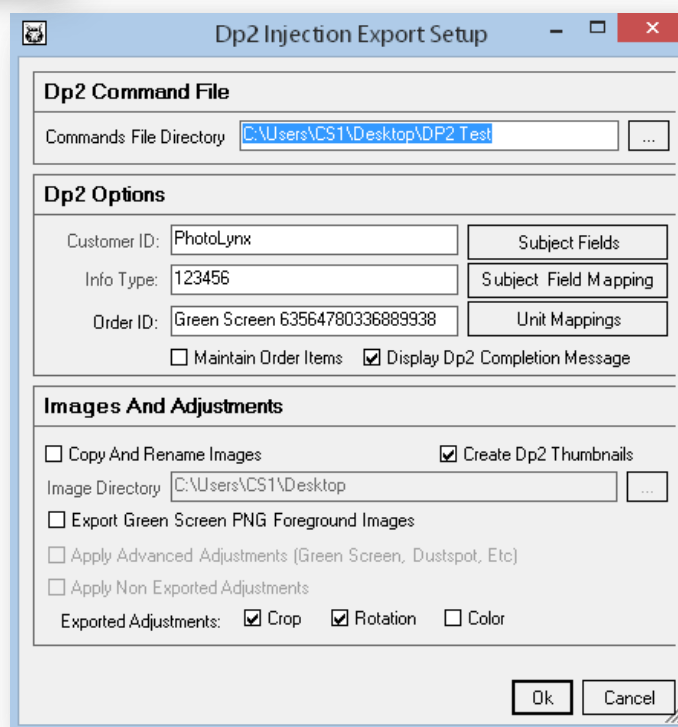 Dp2 Injection Export Setup
Dp2 Command File
Commands File Directory C:\Users\CS1\Desktop\DP2 Test ...
Dp2 Options
Customer ID: PhotoLynx Subject Fields
Info Type: 123456 Subject Field Mapping
Order ID: Green Screen 63564780336889938 Unit Mappings
Maintain Order Items Display Dp2 Completion Message
Images And Adjustments
Copy And Rename Images Create Dp2 Thumbnails
Image Directory C:\Users\CS1\Desktop ...
Export Green Screen PNG Foreground Images
Apply Advanced Adjustments (Green Screen, Dustspot, Etc)
Apply Non Exported Adjustments
Exported Adjustments: Crop Rotation Color
Ok Cancel